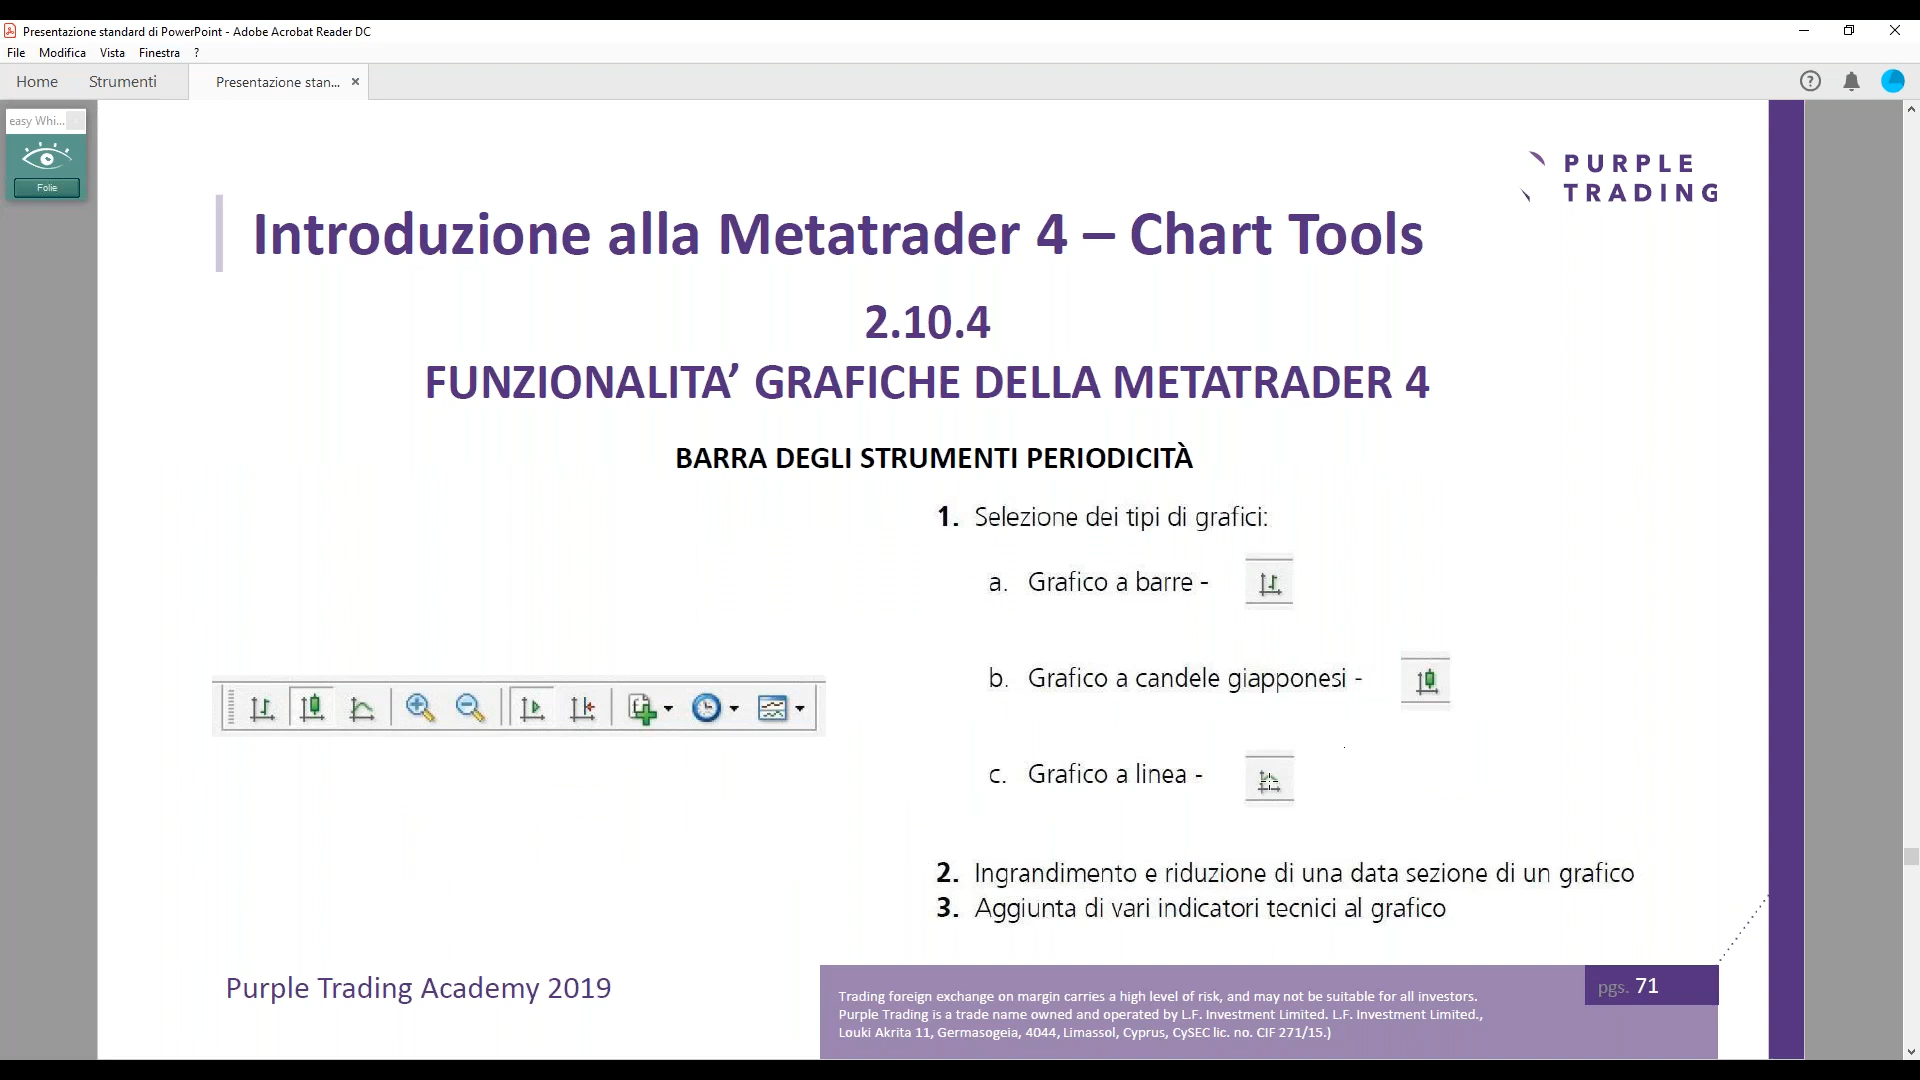 Presentazione standard di PowerPoint - Adobe Acrobat Reader DC
File Modifica Vista Finestra ?
Home Strumenti Presentazione stan... ×
easy Whi...
Folie
PURPLE
TRADING
Introduzione alla Metatrader 4 – Chart Tools
2.10.4
FUNZIONALITA’ GRAFICHE DELLA METATRADER 4
BARRA DEGLI STRUMENTI PERIODICITÀ
1. Selezione dei tipi di grafici:
a. Grafico a barre -
b. Grafico a candele giapponesi -
c. Grafico a linea -
2. Ingrandimento e riduzione di una data sezione di un grafico
3. Aggiunta di vari indicatori tecnici al grafico
Purple Trading Academy 2019
Trading foreign exchange on margin carries a high level of risk, and may not be suitable for all investors.
Purple Trading is a trade name owned and operated by L.F. Investment Limited. L.F. Investment Limited.,
Louki Akrita 11, Germasogeia, 4044, Limassol, Cyprus, CySEC lic. no. CIF 271/15.)
pgs. 71